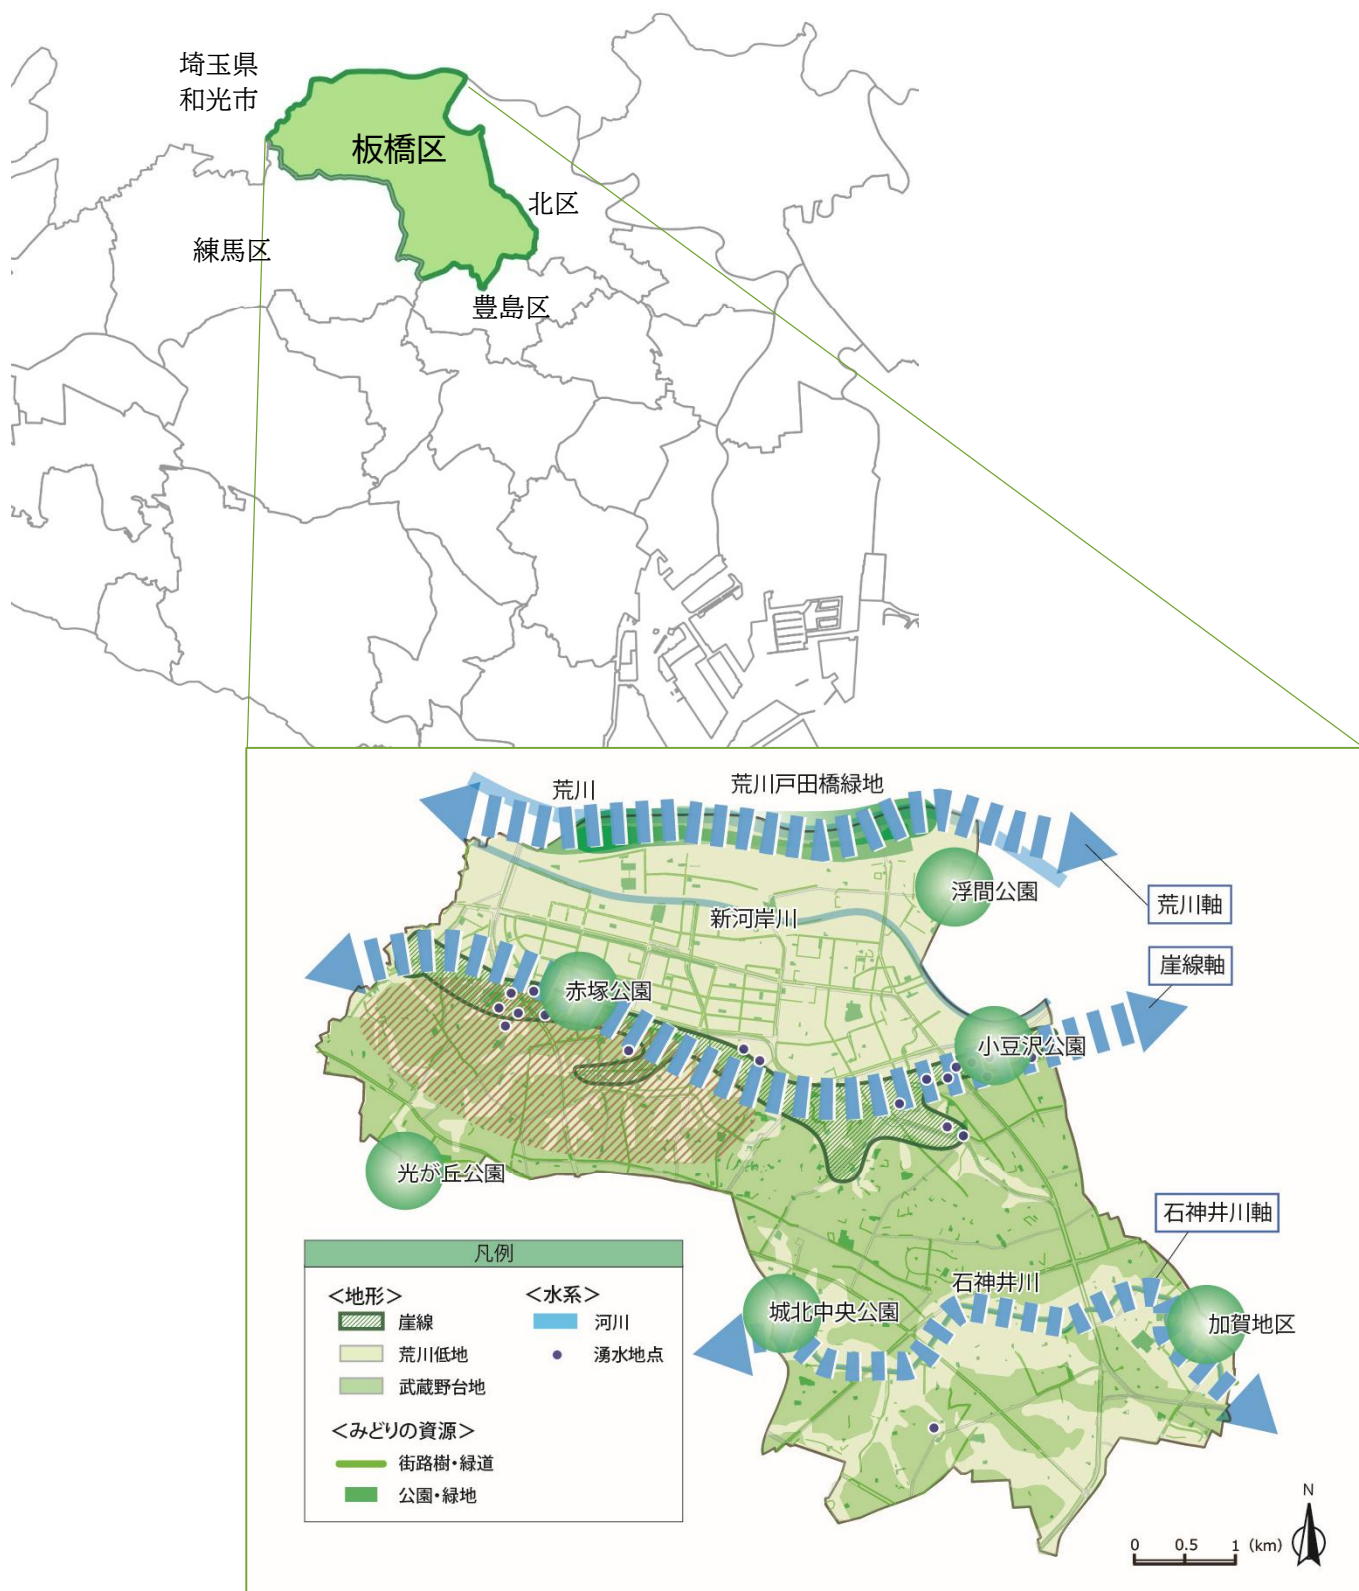 埼玉県
和光市
板橋区
北区
練馬区
豊島区
荒川
荒川戸田橋緑地
浮間公園
荒川軸
新河岸川
崖線軸
赤塚公園
小豆沢公園
光が丘公園
石神井川軸
石神井川
城北中央公園
加賀地区
凡例
＜地形＞
崖線
荒川低地
武蔵野台地
＜水系＞
河川
湧水地点
＜みどりの資源＞
街路樹・緑道
公園・緑地
N
0 0.5 1 (km)